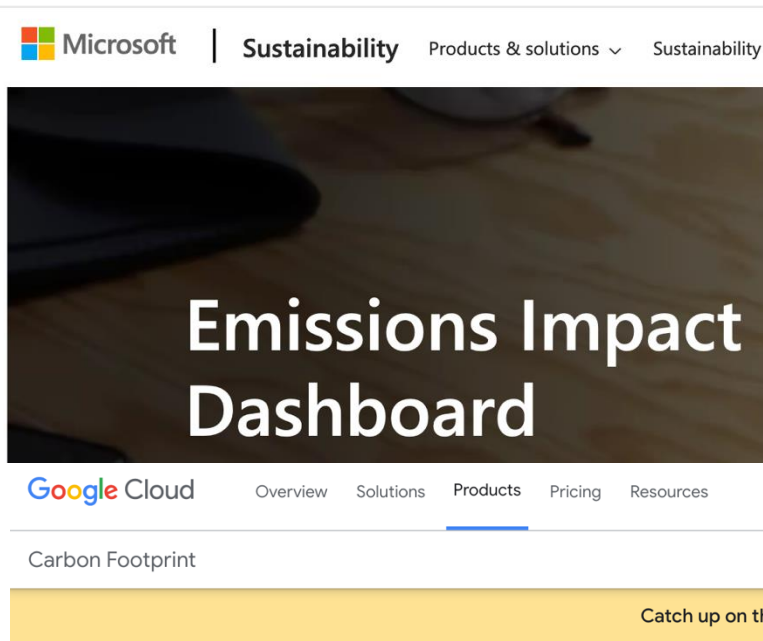 Microsoft Sustainability Products & solutions Sustainability
Emissions Impact
Dashboard
Google Cloud Overview Solutions Products Pricing Resources
Carbon Footprint
Catch up on th